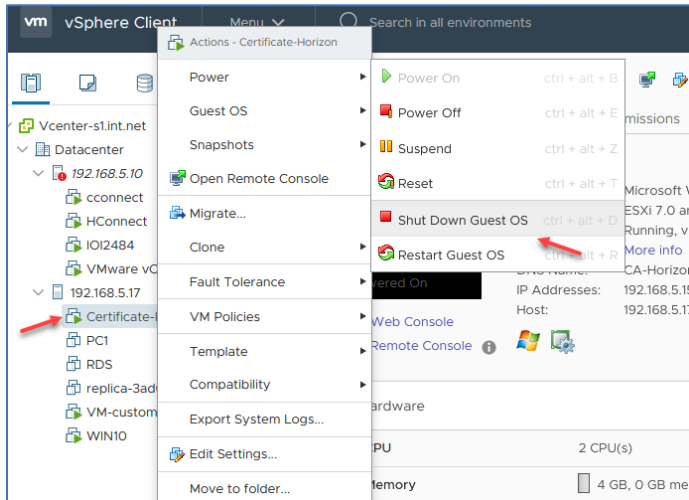 vm vSphere Client Menu Search in all environments
Actions - Certificate-Horizon
Power
Guest OS
Snapshots
Open Remote Console
Migrate...
Clone
Fault Tolerance
VM Policies
Template
Compatibility
Export System Logs...
Edit Settings...
Move to folder...
Power On ctrl + alt + B
Power Off ctrl + alt + E
Suspend ctrl + alt + Z
Reset ctrl + alt + T
Shut Down Guest OS ctrl + alt + D
Restart Guest OS ctrl + alt + R
Vcenter-s1.int.net
Datacenter
192.168.5.10
cconnect
HConnect
IOI2484
VMware vC
192.168.5.17
Certificate-
PC1
RDS
replica-3ad
VM-custom
WIN10
missions
Microsoft
ESXi 7.0 an
Running, v
More info
DNS Name: CA-Horizo
IP Addresses: 192.168.5.15
Host: 192.168.5.17
wered On
Web Console
Remote Console
ardware
PU 2 CPU(s)
Memory 4 GB, 0 GB me